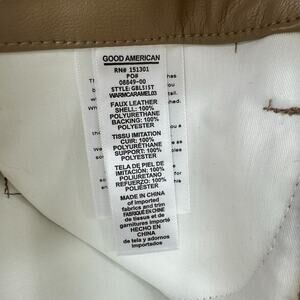 GOOD AMERICAN
RN# 151301
PO#
08849-00
STYLE: GBLS1ST
WARMCARAMEL03
FAUX LEATHER
SHELL: 100%
POLYURETHANE
BACKING: 100%
POLYESTER
TISSU IMITATION
CUIR: 100%
POLYURETHANE
SUPPORT: 100%
POLYESTER
TELA DE PIEL DE
IMITACIÓN: 100%
POLIURETANO
REFUERZO: 100%
POLIÉSTER
MADE IN CHINA
of imported
fabrics and trim
FABRIQUÉ EN CHINE
de tissus et de
garnitures importés
HECHO EN
CHINA
de tela y adornos
importados